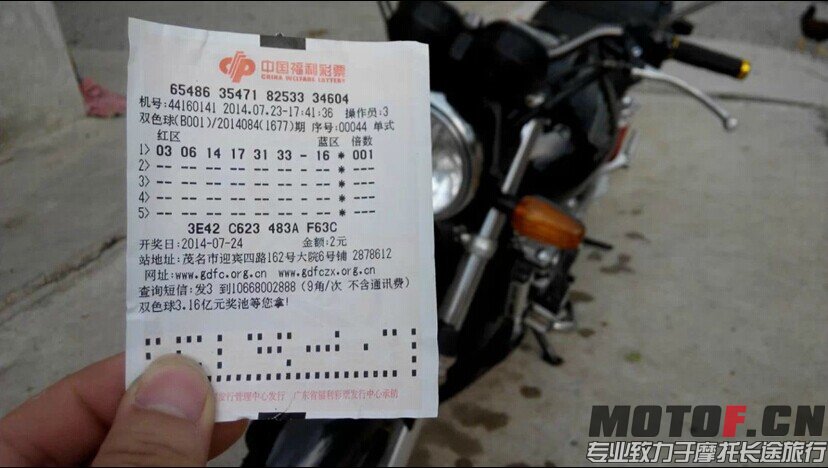 中国福利彩票
CHINA WELFARE LOTTERY
65486 35471 82533 34604
机号:44160141 2014.07.23-17:41:36 操作员:3
双色球(B001)/2014084(1677)期 序号:00044 单式
红区 蓝区 倍数
1> 03 06 14 17 31 33 - 16 * 001
2> -- -- -- -- -- -- - -- * ---
3> -- -- -- -- -- -- - -- * ---
4> -- -- -- -- -- -- - -- * ---
5> -- -- -- -- -- -- - -- * ---
3E42 C623 483A F63C
开奖日:2014-07-24 金额:2元
站地址:茂名市迎宾四路162号大院6号铺 2878612
网址:www.gdfc.org.cn www.gdfczx.org.cn
查询短信:发3 到10668002888 (9角/次 不含通讯费)
双色球3.16亿元奖池等您拿!
发行管理中心发行 广东省福利彩票发行中心承销
MOTOF.CN
专业致力于摩托长途旅行